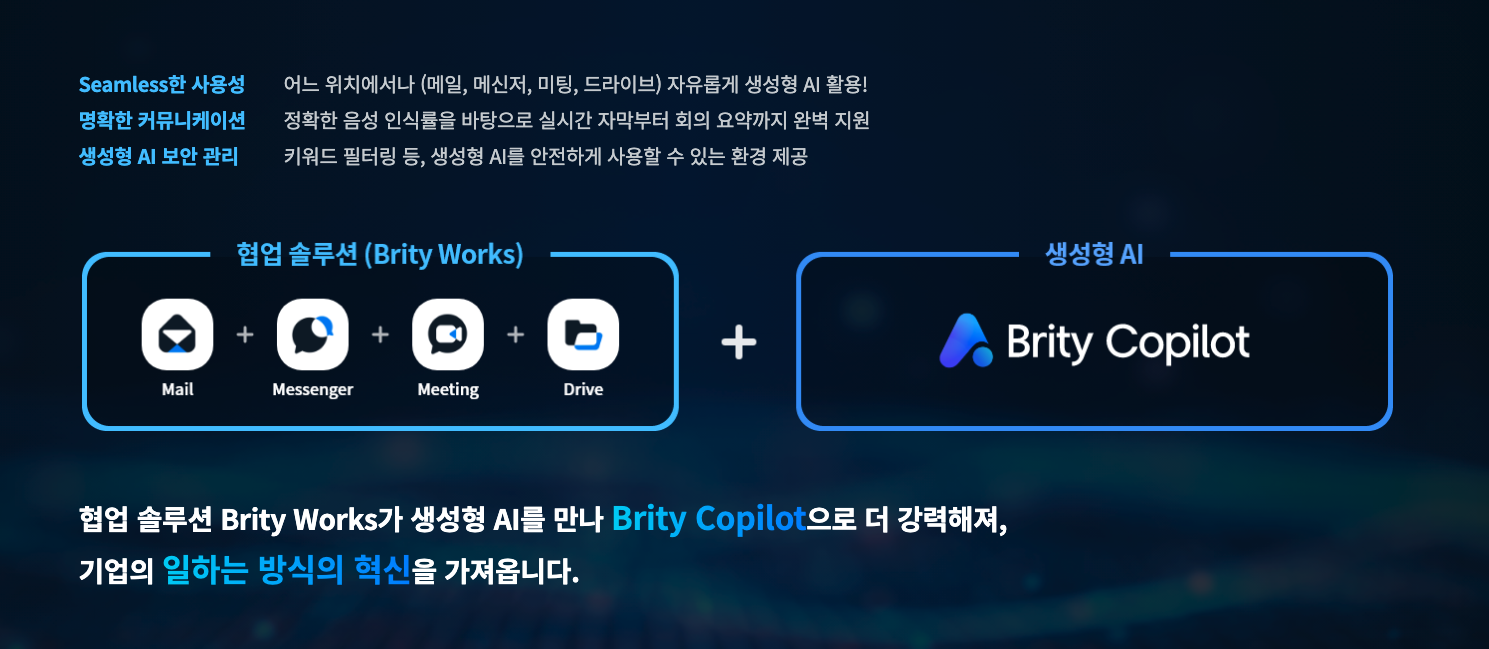 Seamless한 사용성 어느 위치에서나 (메일, 메신저, 미팅, 드라이브) 자유롭게 생성형 AI 활용!
명확한 커뮤니케이션 정확한 음성 인식률을 바탕으로 실시간 자막부터 회의 요약까지 완벽 지원
생성형 AI 보안 관리 키워드 필터링 등, 생성형 AI를 안전하게 사용할 수 있는 환경 제공
협업 솔루션 (Brity Works)
Mail + Messenger + Meeting + Drive
+
생성형 AI
Brity Copilot
협업 솔루션 Brity Works가 생성형 AI를 만나 Brity Copilot으로 더 강력해져,
기업의 일하는 방식의 혁신을 가져옵니다.